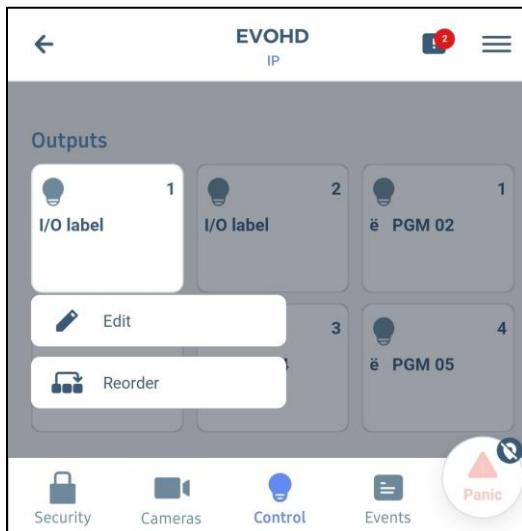 EVOHD
2
IP
Outputs
1
2
1
I/O label
I/O label
ë PGM 02
Edit
3
4
ë PGM 05
Reorder
Security
Cameras
Control
Events
Panic